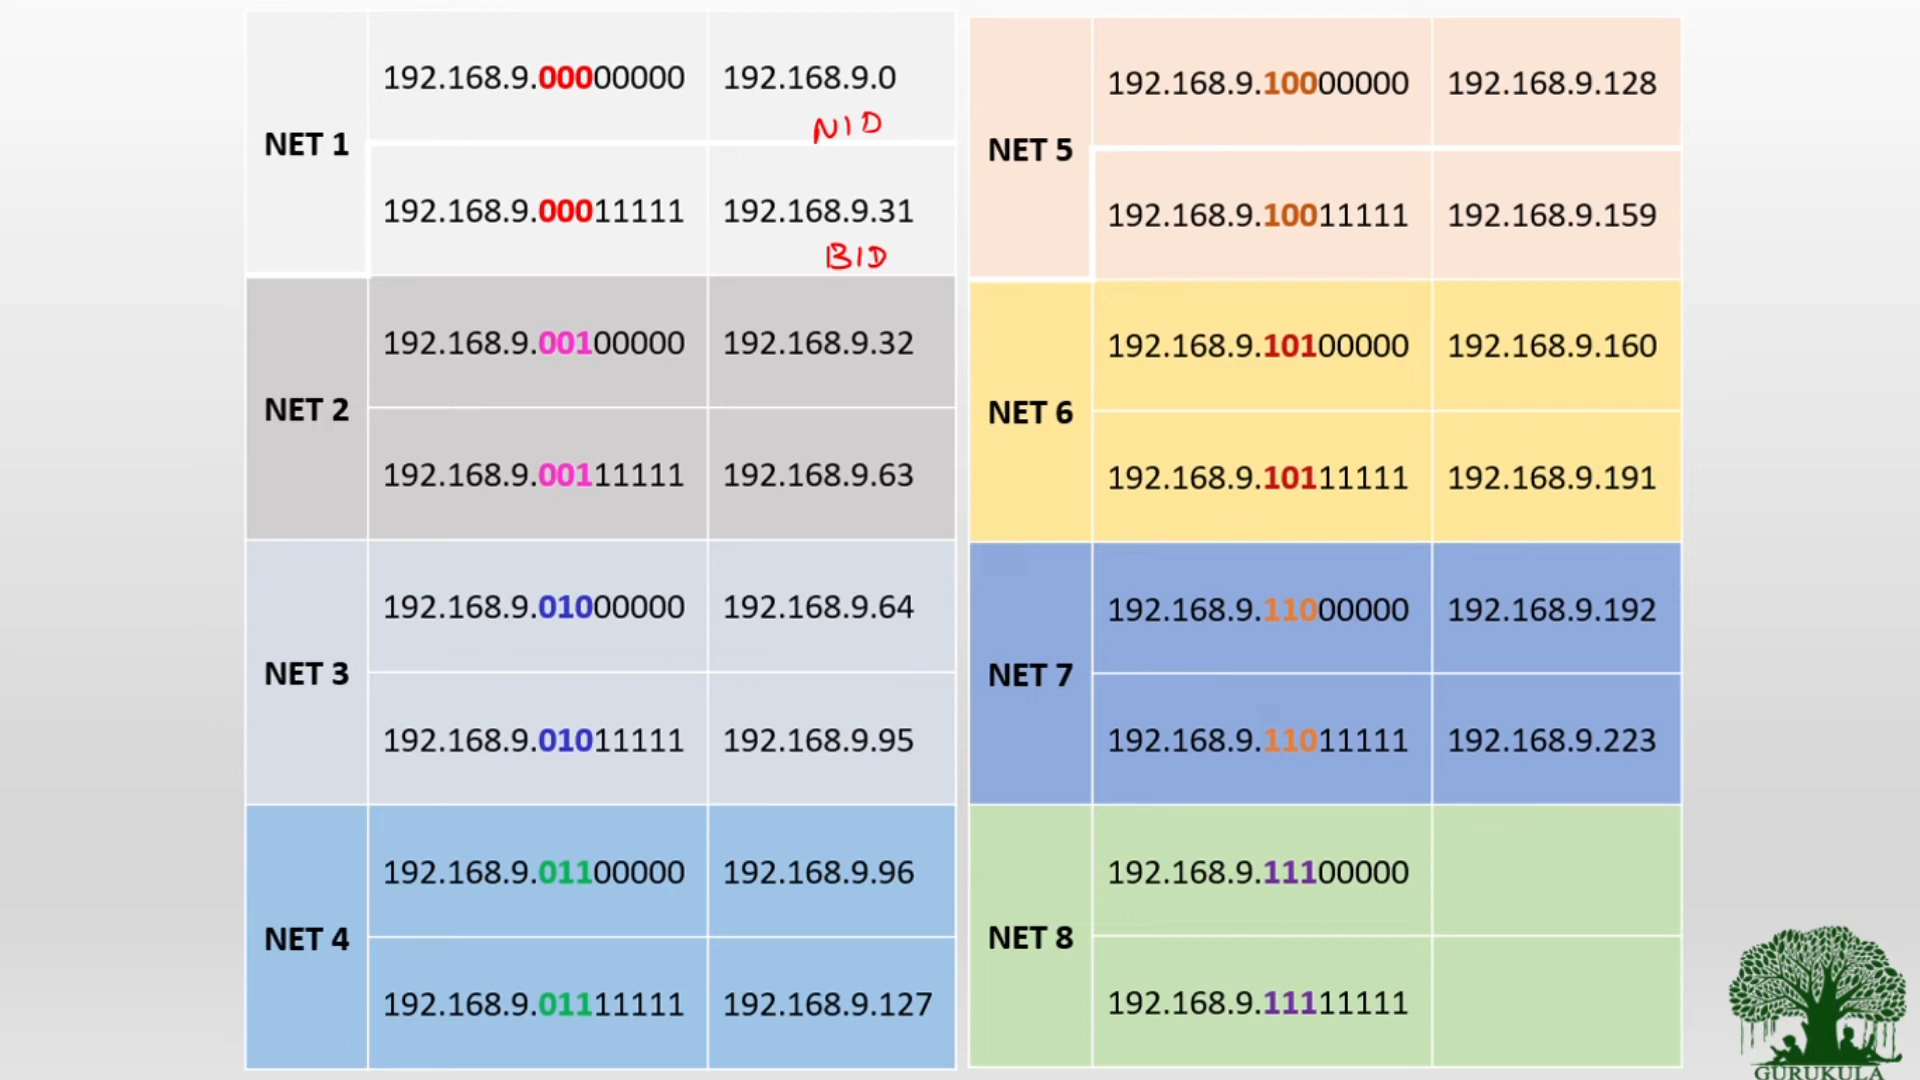 NET 1
192.168.9.00000000
192.168.9.0
NID
192.168.9.00011111
192.168.9.31
BID
NET 2
192.168.9.00100000
192.168.9.32
192.168.9.00111111
192.168.9.63
NET 3
192.168.9.01000000
192.168.9.64
192.168.9.01011111
192.168.9.95
NET 4
192.168.9.01100000
192.168.9.96
192.168.9.01111111
192.168.9.127
NET 5
192.168.9.10000000
192.168.9.128
192.168.9.10011111
192.168.9.159
NET 6
192.168.9.10100000
192.168.9.160
192.168.9.10111111
192.168.9.191
NET 7
192.168.9.11000000
192.168.9.192
192.168.9.11011111
192.168.9.223
NET 8
192.168.9.11100000
192.168.9.11111111
GURUKULA